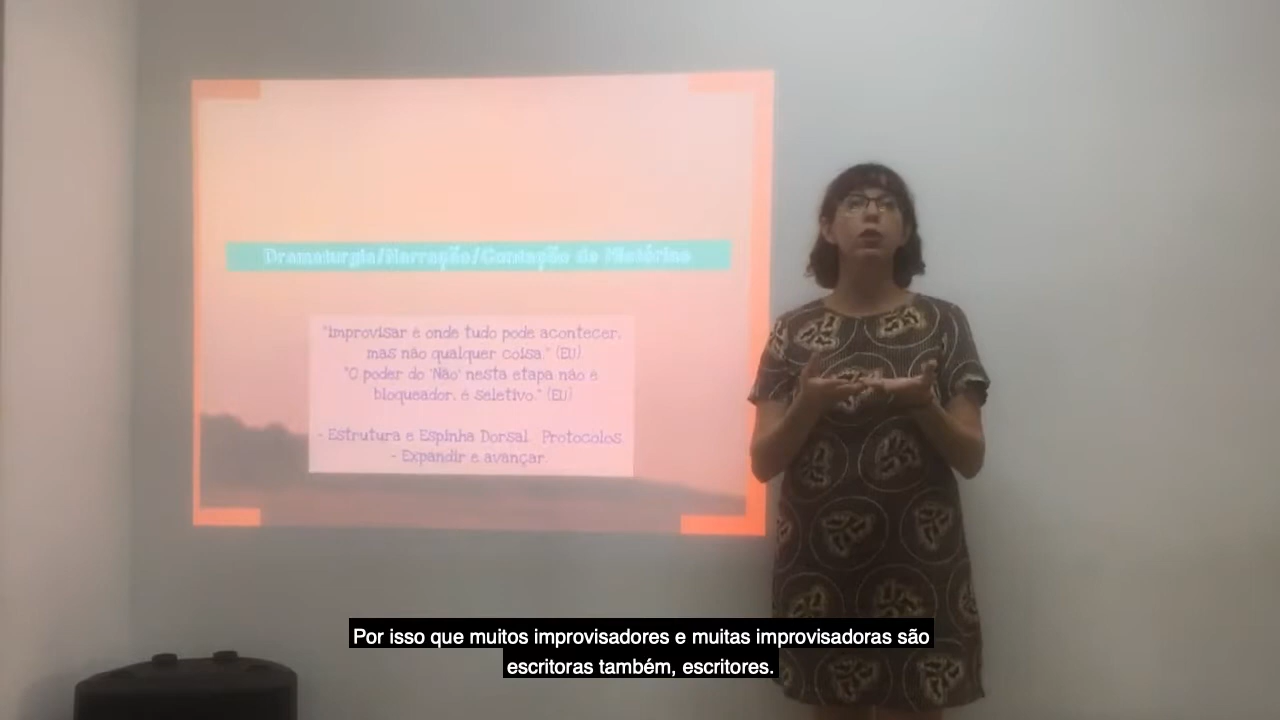 Dramaturgia/Narração/Contação de Histórias
"Improvisar é onde tudo pode acontecer,
mas não qualquer coisa." (EU)
"O poder do 'Não' nesta etapa não é
bloqueador, é seletivo." (EU)
- Estrutura e Espinha Dorsal. Protocolos.
- Expandir e avançar.
Por isso que muitos improvisadores e muitas improvisadoras são
escritoras também, escritores.